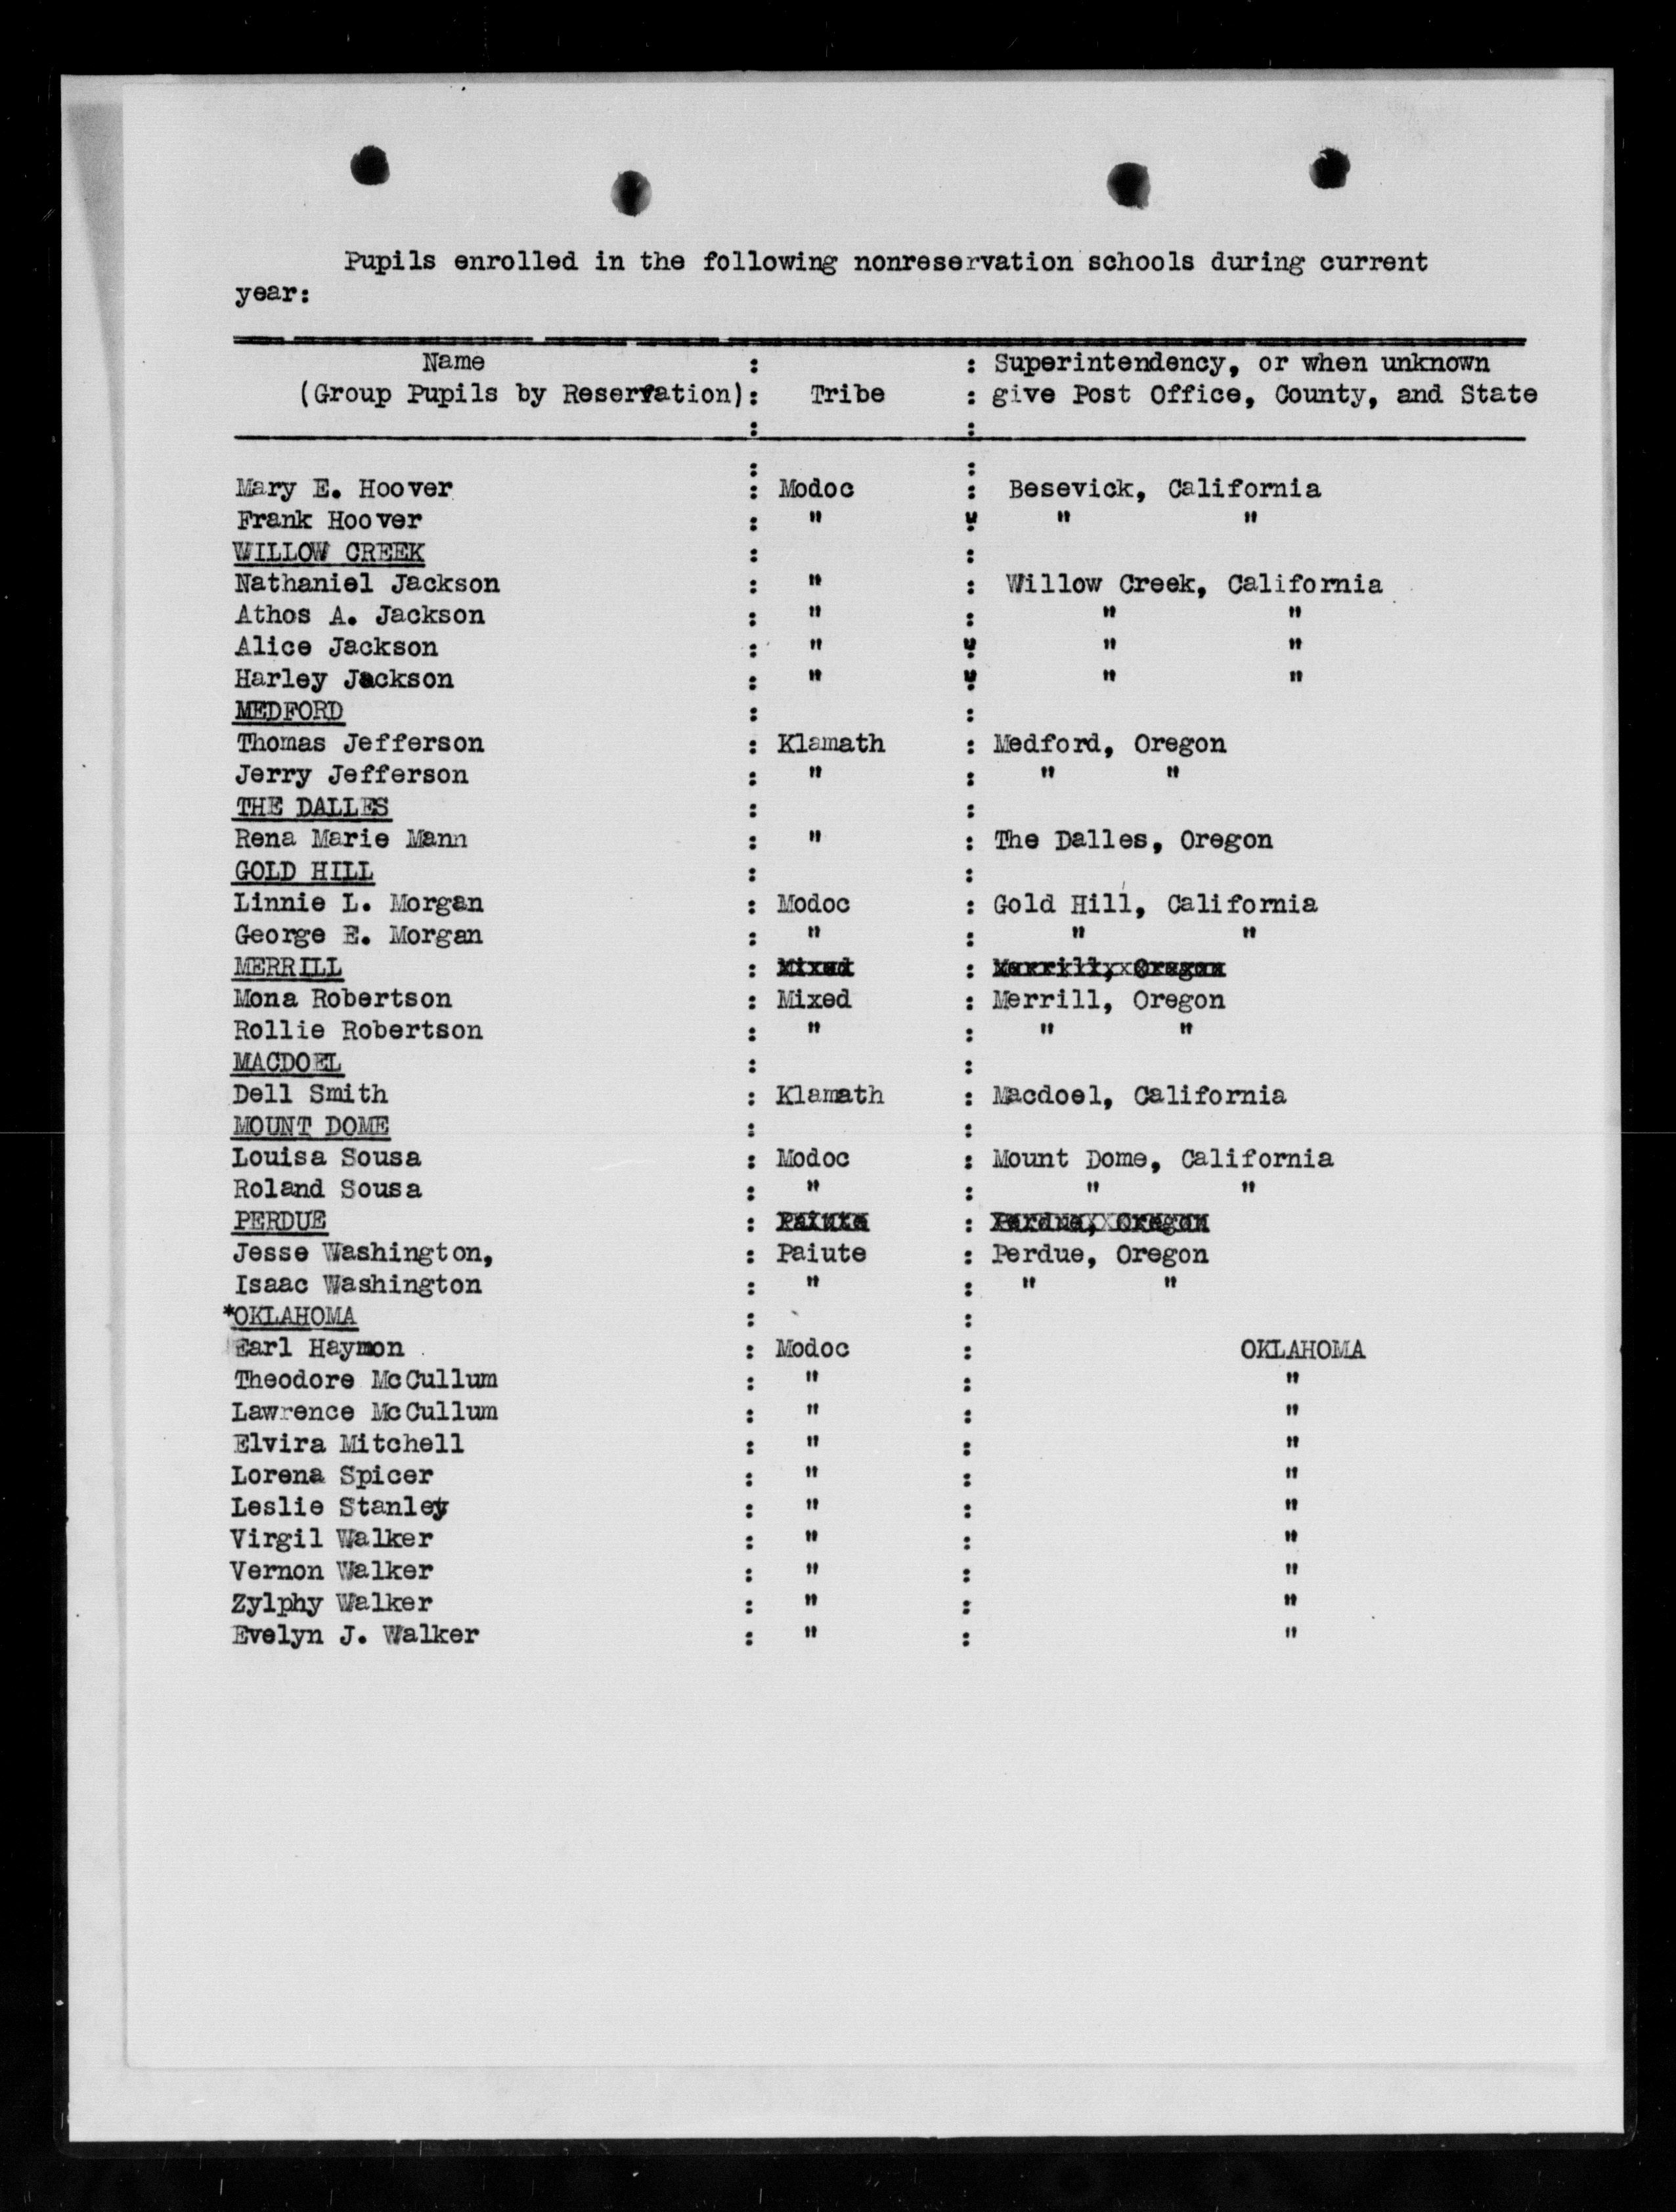 Pupils enrolled in the following nonreservation schools during current
year:
Name : : Superintendency, or when unknown
(Group Pupils by Reservation): Tribe : give Post Office, County, and State
: :
: :
Mary E. Hoover : Modoc : Besevick, California
Frank Hoover : " : " "
WILLOW CREEK : :
Nathaniel Jackson : " : Willow Creek, California
Athos A. Jackson : " : " "
Alice Jackson : " : " "
Harley Jackson : " : " "
MEDFORD : :
Thomas Jefferson : Klamath : Medford, Oregon
Jerry Jefferson : " : " "
THE DALLES : :
Rena Marie Mann : " : The Dalles, Oregon
GOLD HILL : :
Linnie L. Morgan : Modoc : Gold Hill, California
George E. Morgan : " : " "
MERRILL : Mixed : Merrill, Oregon
Mona Robertson : Mixed : Merrill, Oregon
Rollie Robertson : " : " "
MACDOEL : :
Dell Smith : Klamath : Macdoel, California
MOUNT DOME : :
Louisa Sousa : Modoc : Mount Dome, California
Roland Sousa : " : " "
PERDUE : Paiute : Perdue, Oregon
Jesse Washington, : Paiute : Perdue, Oregon
Isaac Washington : " : " "
*OKLAHOMA : :
Earl Haymon : Modoc : OKLAHOMA
Theodore McCullum : " : "
Lawrence McCullum : " : "
Elvira Mitchell : " : "
Lorena Spicer : " : "
Leslie Stanley : " : "
Virgil Walker : " : "
Vernon Walker : " : "
Zylphy Walker : " : "
Evelyn J. Walker : " : "